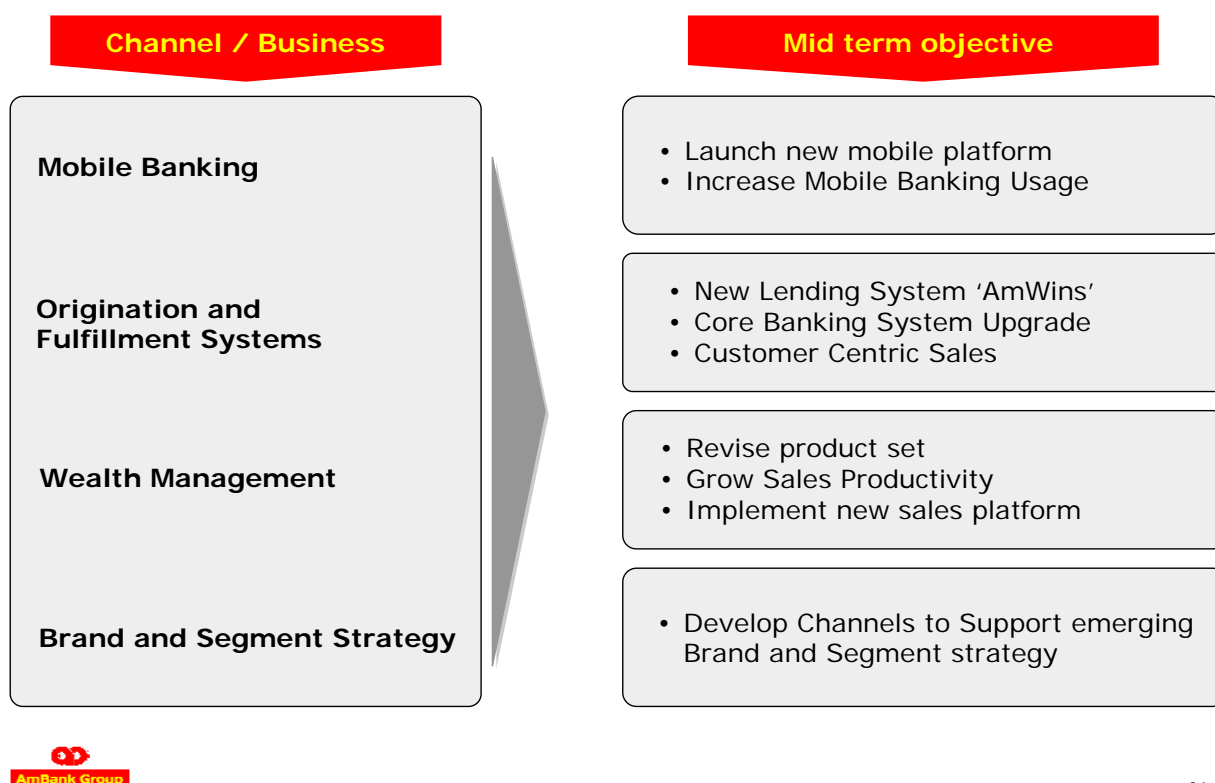 Channel / Business
Mid term objective
Mobile Banking
• Launch new mobile platform
• Increase Mobile Banking Usage
Origination and
Fulfillment Systems
• New Lending System ‘AmWins’
• Core Banking System Upgrade
• Customer Centric Sales
Wealth Management
• Revise product set
• Grow Sales Productivity
• Implement new sales platform
Brand and Segment Strategy
• Develop Channels to Support emerging
Brand and Segment strategy
AmBank Group